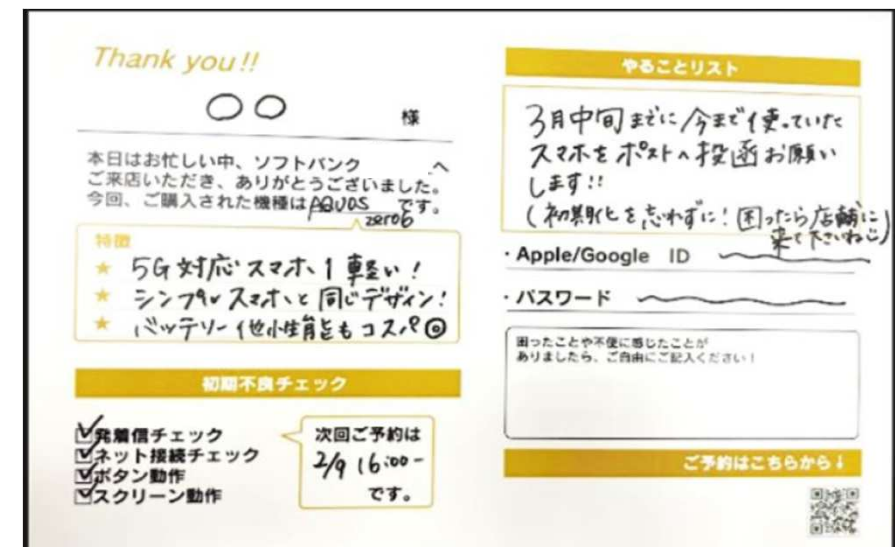 Thank you!!
○○ 様
本日はお忙しい中、ソフトバンク へ
ご来店いただき、ありがとうございました。
今回、ご購入された機種はAQUOS です。
zero6
特徴
★ 5G対応スマホ、1軽い!
★ シンプルスマホと同じデザイン!
★ バッテリー他性能もコスパ◎
初期不良チェック
☑発着信チェック
☑ネット接続チェック
☑ボタン動作
☑スクリーン動作
次回ご予約は
2/9 16:00-
です。
やることリスト
3月中旬までに今まで使っていた
スマホをポストへ投函お願い
します!!
(初期化を忘れずに!困ったら店舗に
来て下さいね)
・Apple/Google ID
・パスワード
困ったことや不便に感じたことが
ありましたら、ご自由にご記入ください!
ご予約はこちらから↓